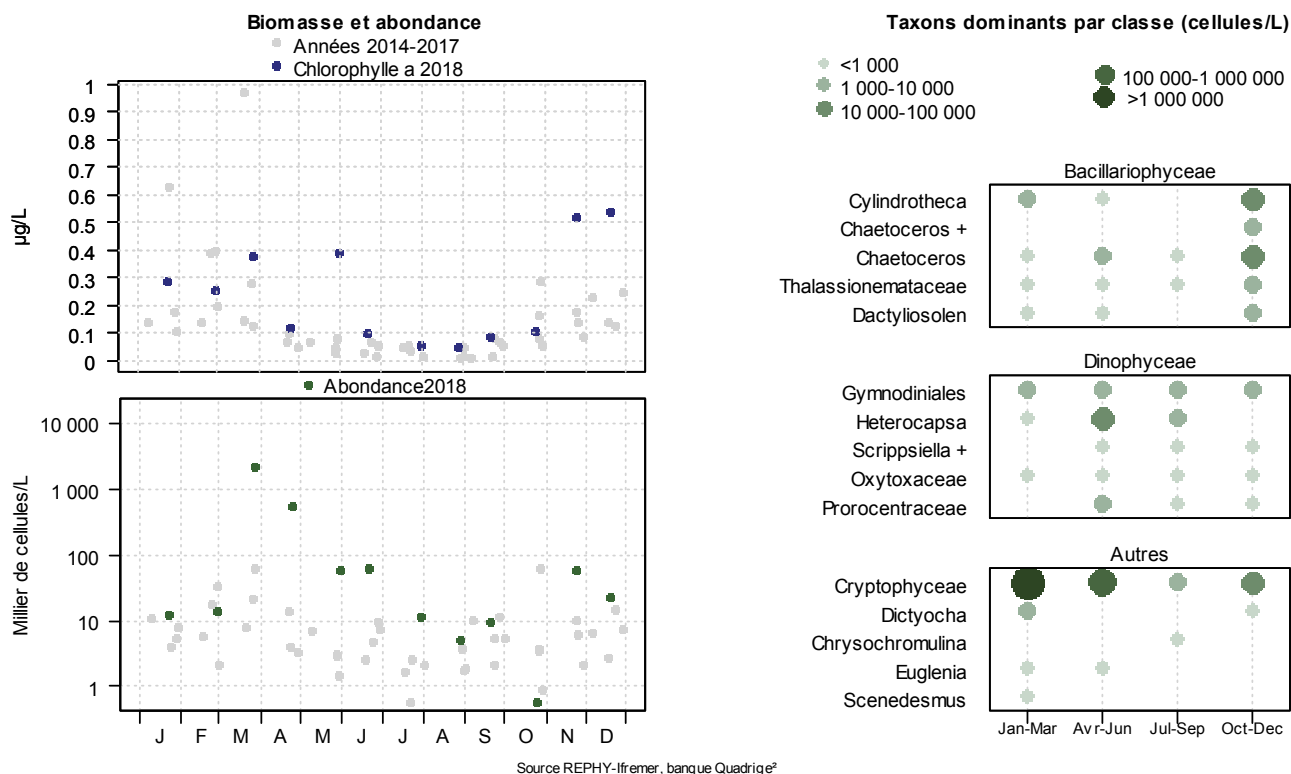 Biomasse et abondance
Années 2014-2017
Chlorophylle a 2018
µg/L
1
0.9
0.8
0.7
0.6
0.5
0.4
0.3
0.2
0.1
0
Abondance2018
Millier de cellules/L
10 000
1 000
100
10
1
J F M A M J J A S O N D
Taxons dominants par classe (cellules/L)
<1 000
1 000-10 000
10 000-100 000
100 000-1 000 000
>1 000 000
Bacillariophyceae
Cylindrotheca
Chaetoceros +
Chaetoceros
Thalassionemataceae
Dactyliosolen
Dinophyceae
Gymnodiniales
Heterocapsa
Scrippsiella +
Oxytoxaceae
Prorocentraceae
Autres
Cryptophyceae
Dictyocha
Chrysochromulina
Euglenia
Scenedesmus
Jan-Mar Avr-Jun Jul-Sep Oct-Dec
Source REPHY-Ifremer, banque Quadrige²